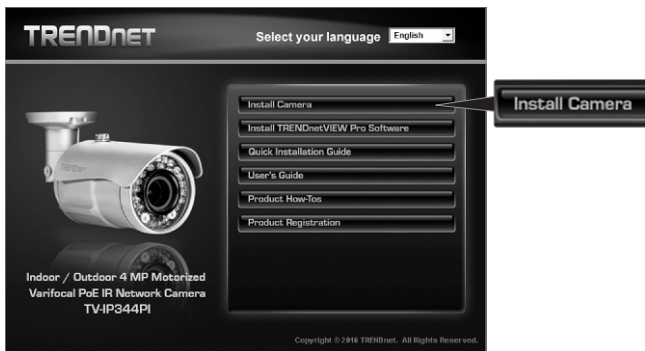 TRENDnet
Select your language English
Install Camera
Install TRENDnetVIEW Pro Software
Quick Installation Guide
User's Guide
Product How-Tos
Product Registration
Install Camera
TRENDnet
Indoor / Outdoor 4 MP Motorized
Varifocal PoE IR Network Camera
TV-IP344PI
Copyright © 2016 TRENDnet. All Rights Reserved.